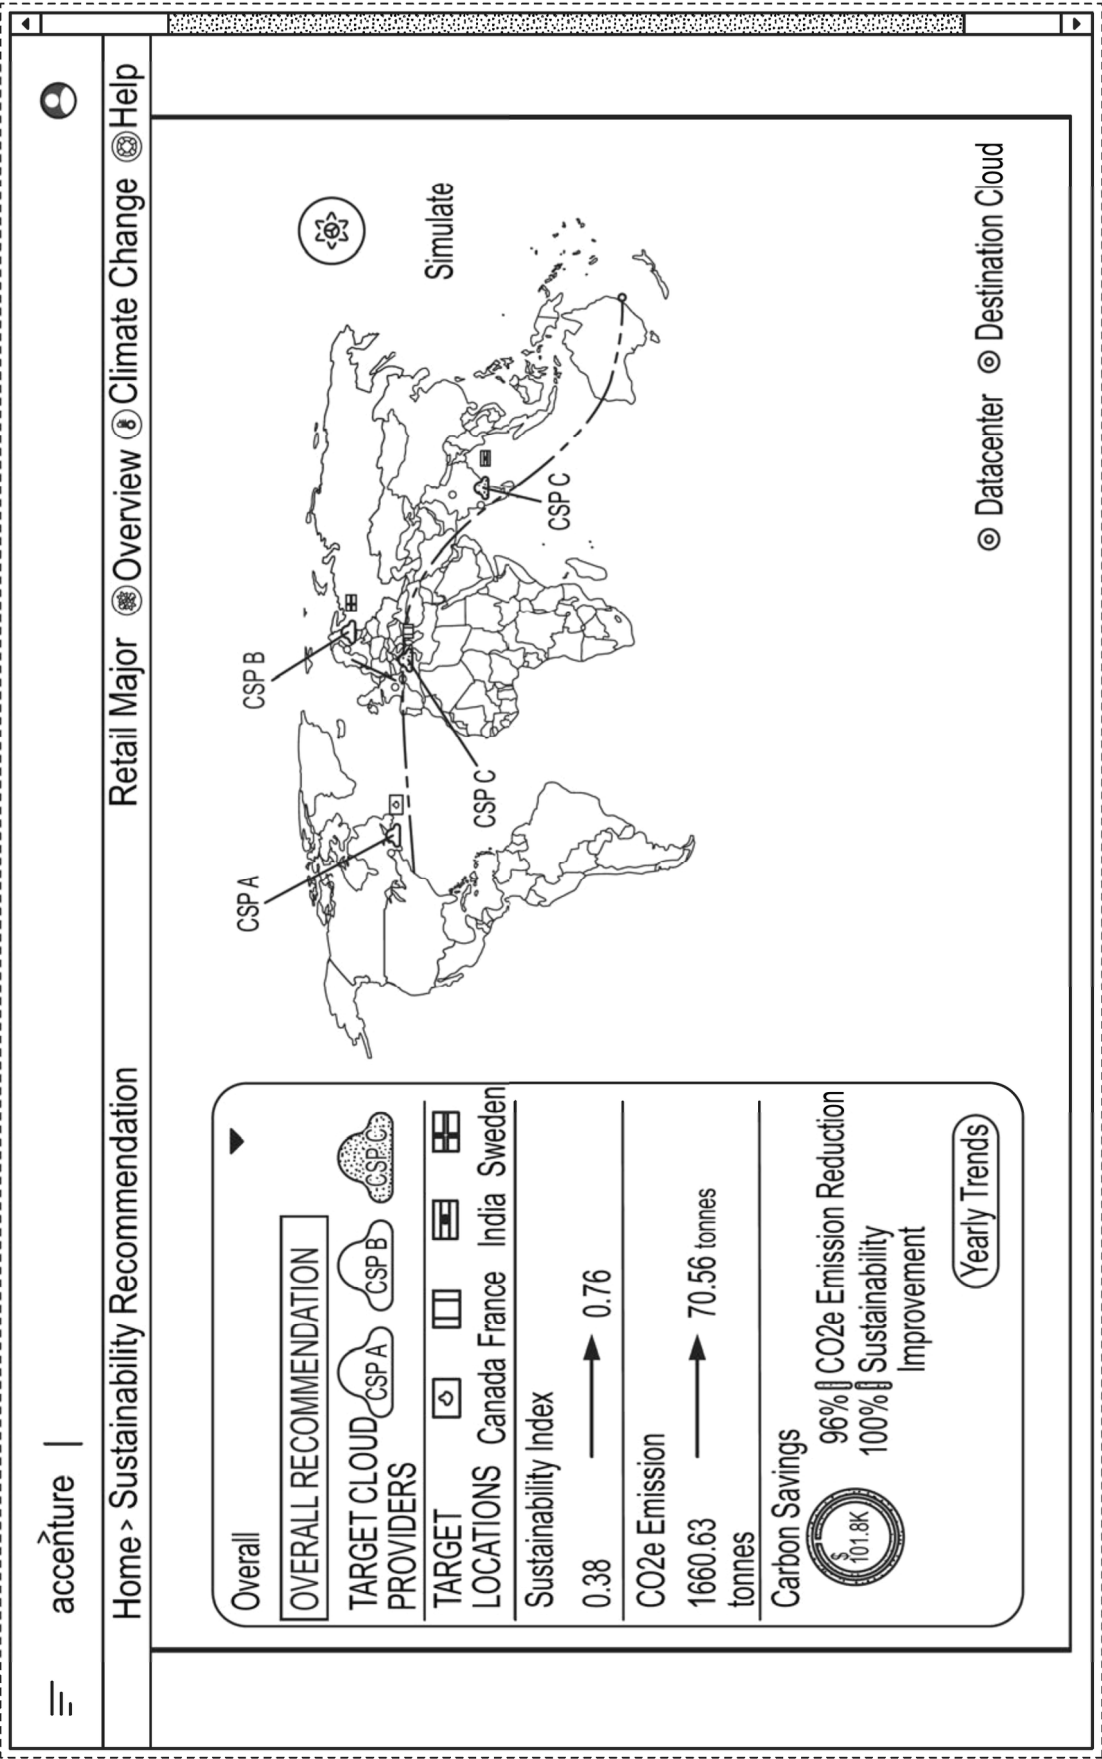 accenture
Home > Sustainability Recommendation
Retail Major
Overview
Climate Change
Help
Overall
OVERALL RECOMMENDATION
TARGET CLOUD
PROVIDERS
CSP A
CSP B
CSP C
TARGET
LOCATIONS
Canada
France
India
Sweden
Sustainability Index
0.38
0.76
CO2e Emission
1660.63
tonnes
70.56 tonnes
Carbon Savings
$
101.8K
96% CO2e Emission Reduction
100% Sustainability
Improvement
Yearly Trends
CSP A
CSP B
CSP C
CSP C
Simulate
Datacenter
Destination Cloud